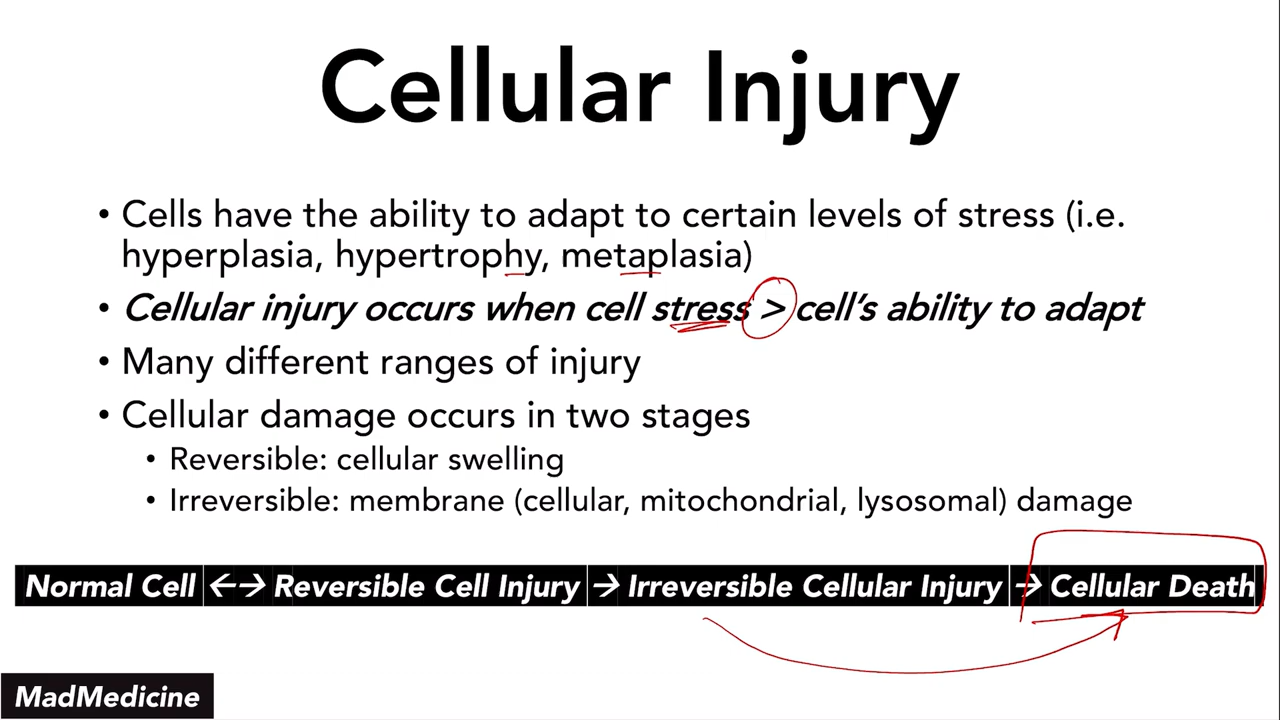 Cellular Injury
• Cells have the ability to adapt to certain levels of stress (i.e.
hyperplasia, hypertrophy, metaplasia)
• Cellular injury occurs when cell stress > cell's ability to adapt
• Many different ranges of injury
• Cellular damage occurs in two stages
• Reversible: cellular swelling
• Irreversible: membrane (cellular, mitochondrial, lysosomal) damage
Normal Cell ←→ Reversible Cell Injury → Irreversible Cellular Injury → Cellular Death
MadMedicine